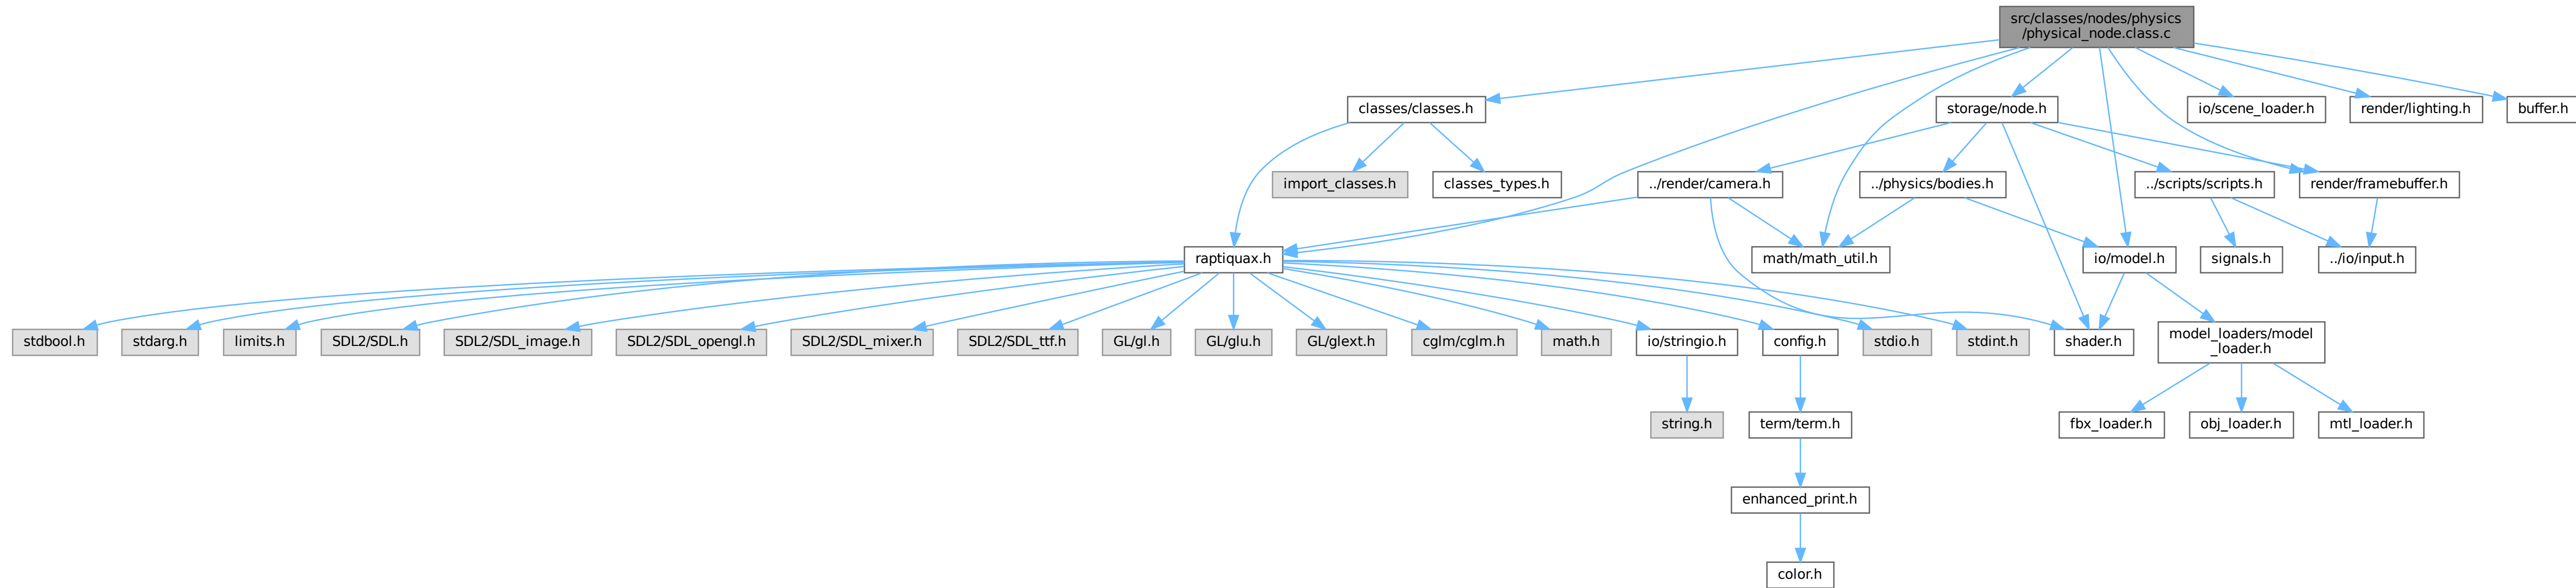 src/classes/nodes/physics
/physical_node.class.c
classes/classes.h
storage/node.h
io/scene_loader.h
render/lighting.h
buffer.h
import_classes.h
classes_types.h
../render/camera.h
../physics/bodies.h
../scripts/scripts.h
render/framebuffer.h
raptiquax.h
math/math_util.h
io/model.h
signals.h
../io/input.h
stdbool.h
stdarg.h
limits.h
SDL2/SDL.h
SDL2/SDL_image.h
SDL2/SDL_opengl.h
SDL2/SDL_mixer.h
SDL2/SDL_ttf.h
GL/gl.h
GL/glu.h
GL/glext.h
cglm/cglm.h
math.h
io/stringio.h
config.h
stdio.h
stdint.h
shader.h
model_loaders/model
_loader.h
string.h
term/term.h
fbx_loader.h
obj_loader.h
mtl_loader.h
enhanced_print.h
color.h